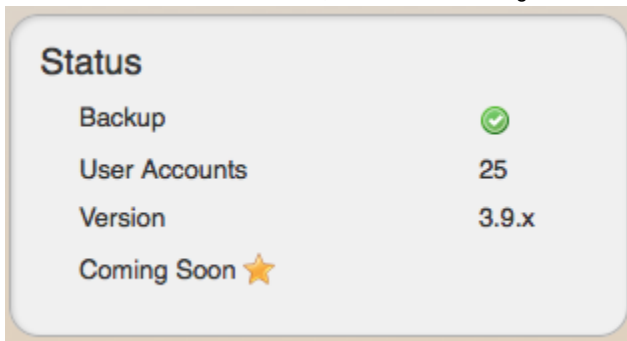 Status
Backup
User Accounts 25
Version 3.9.x
Coming Soon